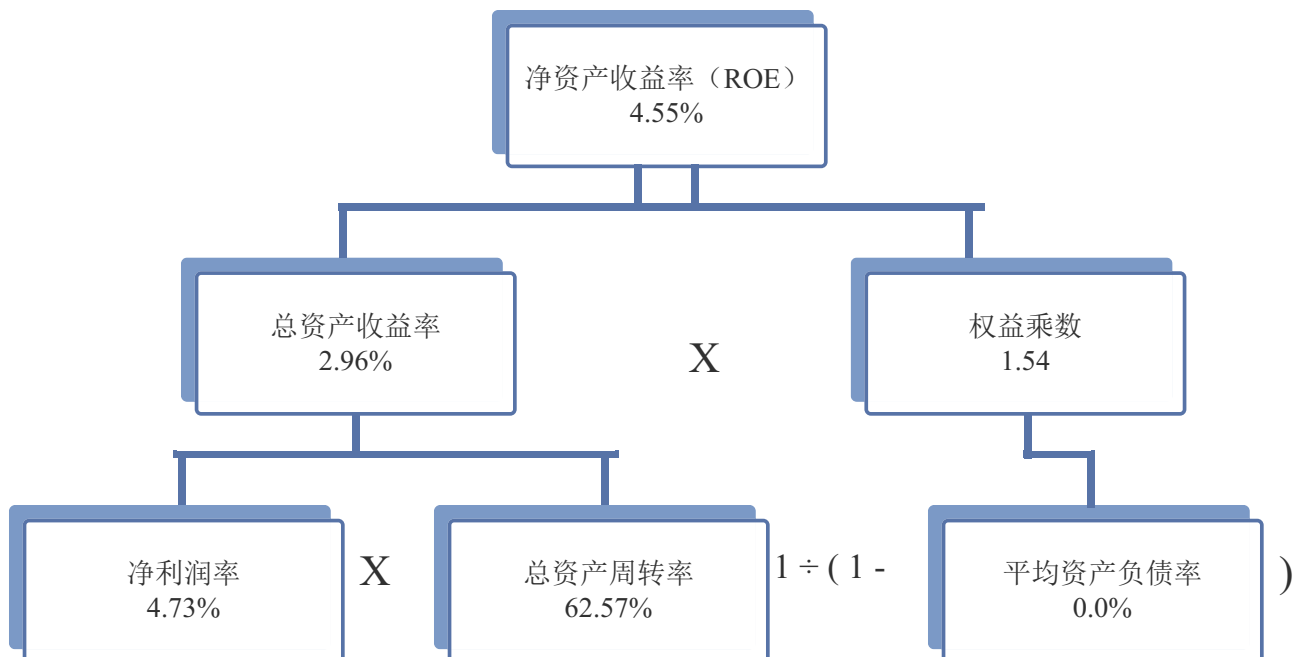 净资产收益率（ROE）
4.55%
总资产收益率
2.96%
X
权益乘数
1.54
净利润率
4.73%
X
总资产周转率
62.57%
1 ÷ ( 1 -
平均资产负债率
0.0%
)